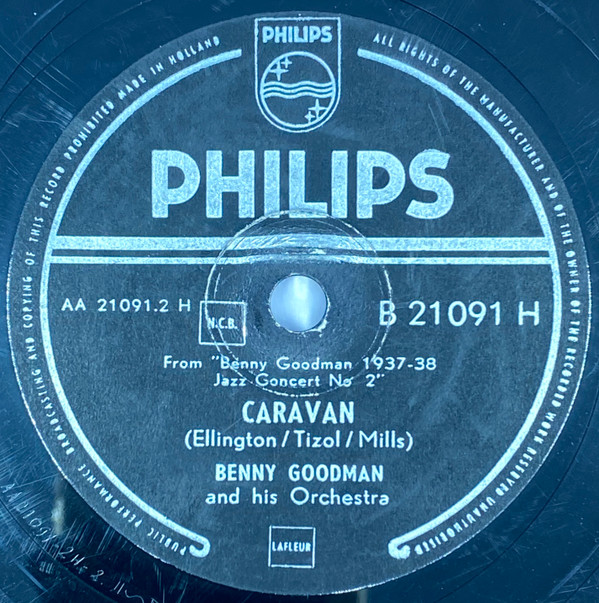 PHILIPS
ALL RIGHTS OF THE MANUFACTURER AND OF THE OWNER OF THE RECORDED WORK RESERVED UNAUTHORISED
PUBLIC PERFORMANCE BROADCASTING AND COPYING OF THIS RECORD PROHIBITED MADE IN HOLLAND
PHILIPS
AA 21091.2 H
N.C.B.
B 21091 H
From "Benny Goodman 1937-38
Jazz Concert No 2"
CARAVAN
(Ellington / Tizol / Mills)
BENNY GOODMAN
and his Orchestra
LAFLEUR